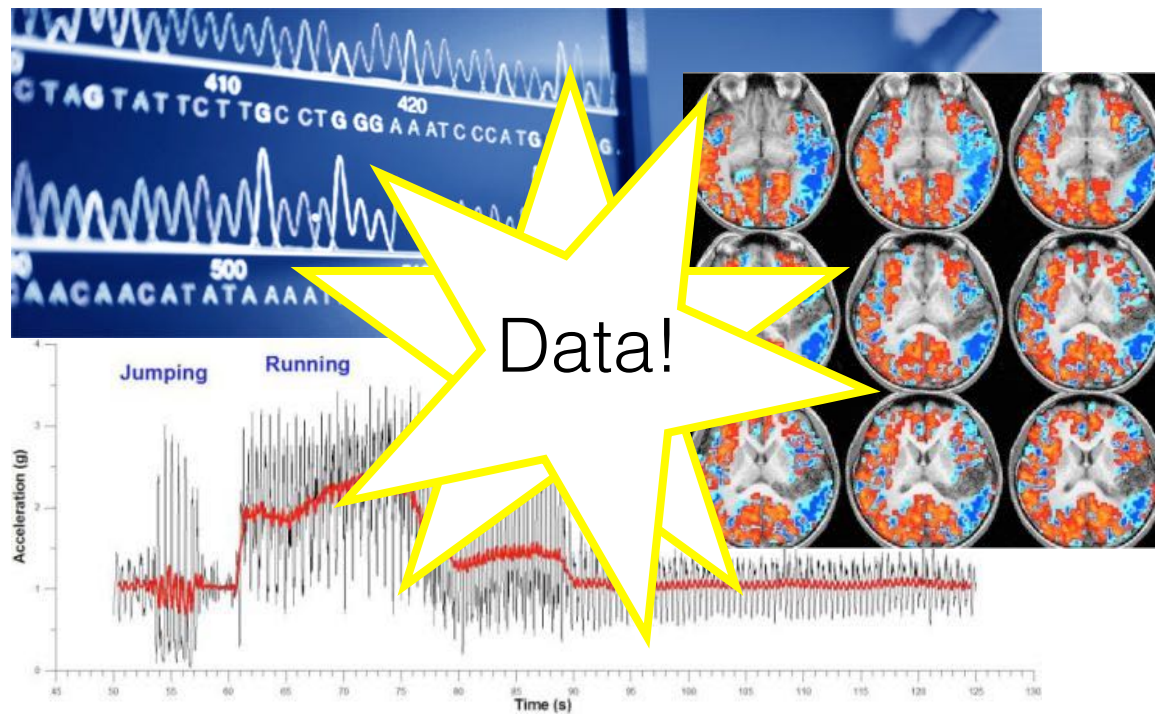 410
420
CTAGTATTCTTGCCTGGGAAATCCCATG G.
500
AACAACATATAAAAT
Data!
4
3
2
1
0
Acceleration (g)
Jumping
Running
45 50 55 60 65 70 75 80 85 90 95 100 105 110 115 120 125 130
Time (s)